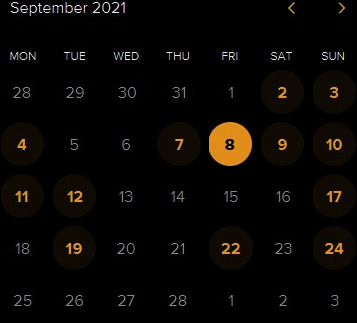 September 2021
MON TUE WED THU FRI SAT SUN
28 29 30 31 1 2 3
4 5 6 7 8 9 10
11 12 13 14 15 16 17
18 19 20 21 22 23 24
25 26 27 28 1 2 3